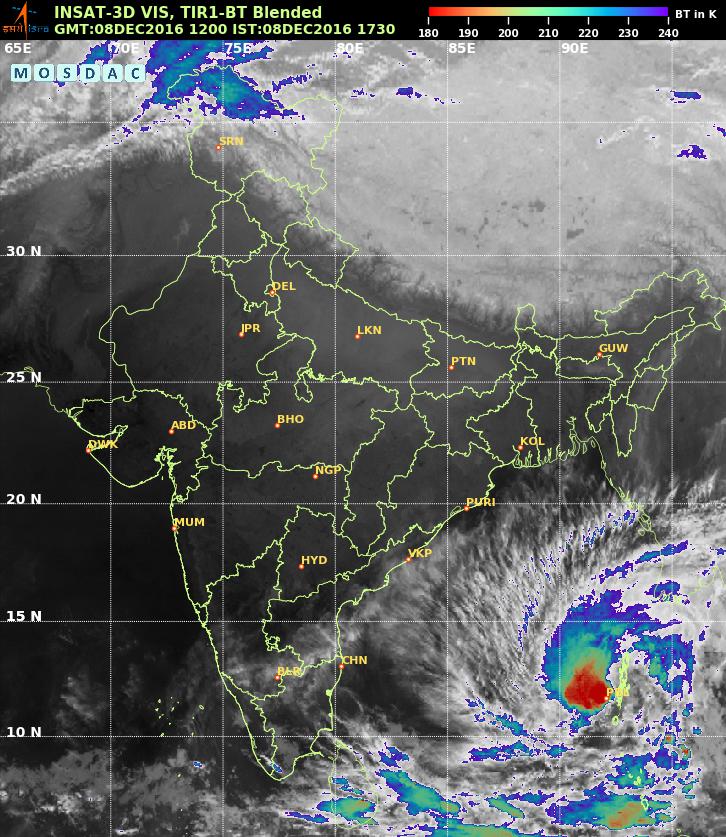 INSAT-3D VIS, TIR1-BT Blended
GMT:08DEC2016 1200 IST:08DEC2016 1730
BT in K
180 190 200 210 220 230 240
65E 70E 75E 80E 85E 90E
MOSDAC
SRN
30 N
DEL
JPR
LKN
GUW
PTN
25 N
ABD
BHO
DWK
KOL
NGP
20 N
PURI
MUM
VKP
HYD
15 N
CHN
BLR
10 N